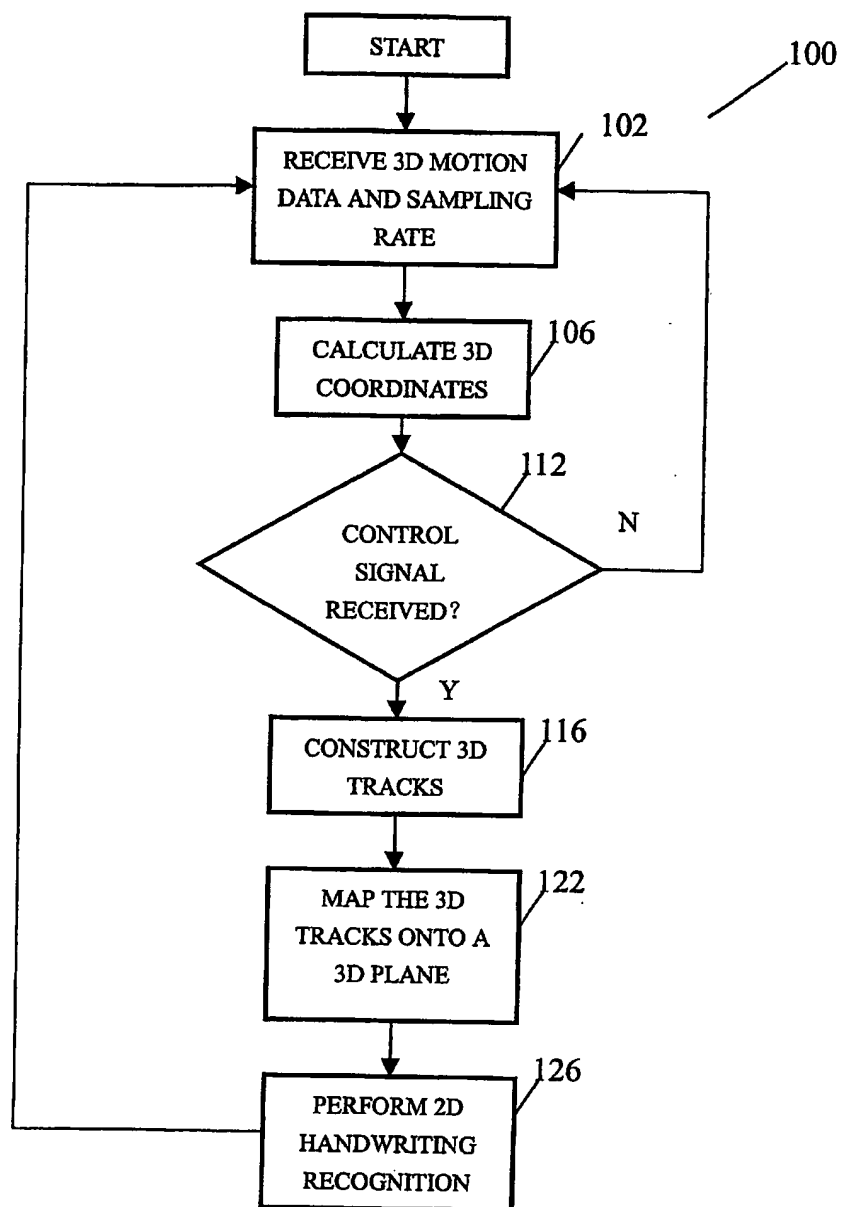 START
100
102
RECEIVE 3D MOTION
DATA AND SAMPLING
RATE
106
CALCULATE 3D
COORDINATES
112
CONTROL
SIGNAL
RECEIVED?
N
Y
116
CONSTRUCT 3D
TRACKS
122
MAP THE 3D
TRACKS ONTO A
3D PLANE
126
PERFORM 2D
HANDWRITING
RECOGNITION